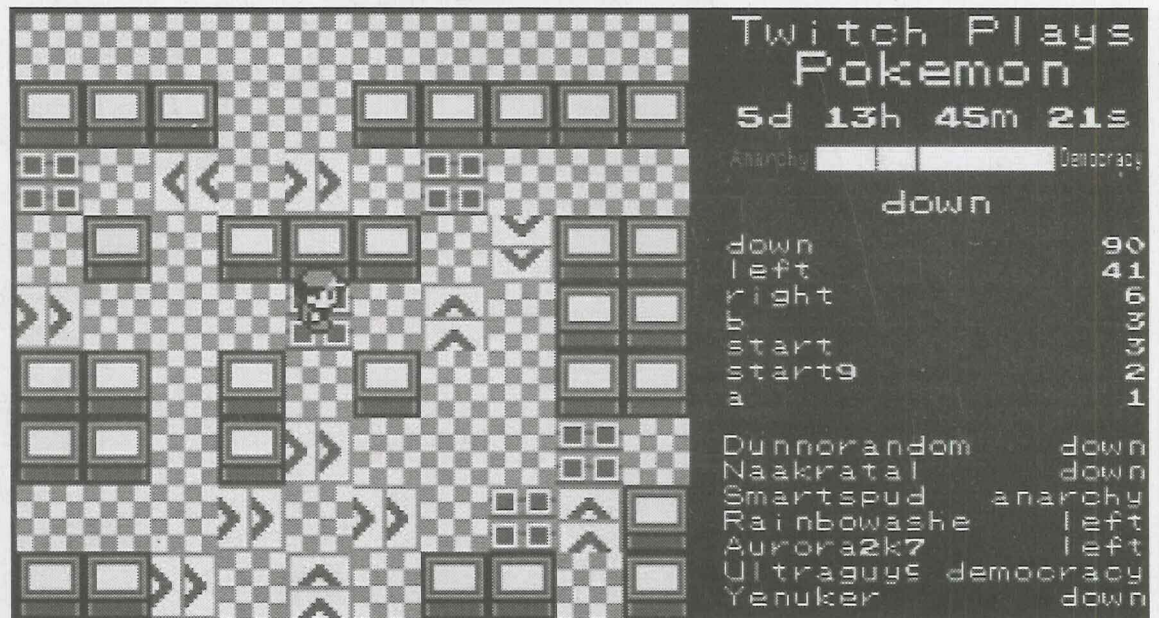 Twitch Plays
Pokemon
5d 13h 45m 21s
Anarchy Democracy
down
down 90
left 41
right 6
b 3
start 3
start9 2
a 1
Dunnorandom down
Naakratal down
Smartspud anarchy
Rainbowashe left
Aurora2k7 left
democracy
Yenuker down